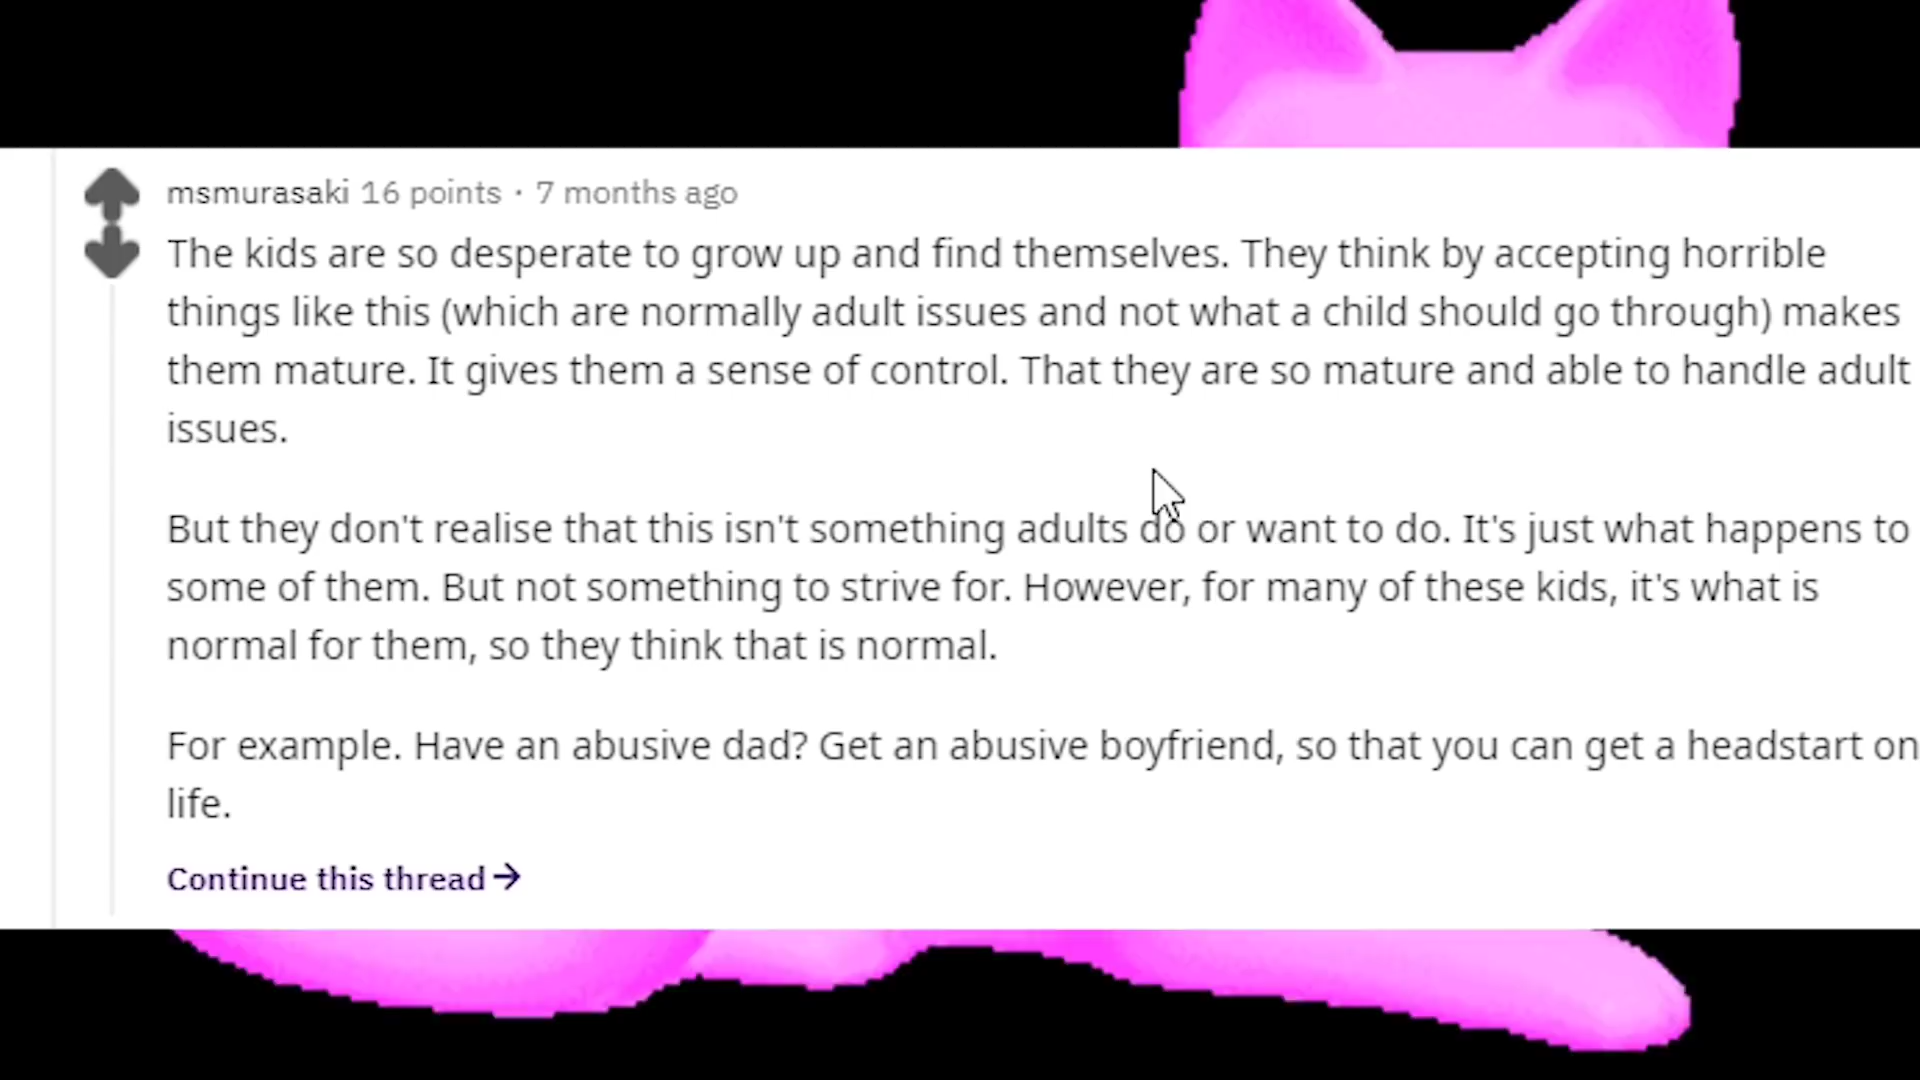 msmurasaki 16 points · 7 months ago
The kids are so desperate to grow up and find themselves. They think by accepting horrible
things like this (which are normally adult issues and not what a child should go through) makes
them mature. It gives them a sense of control. That they are so mature and able to handle adult
issues.
But they don't realise that this isn't something adults do or want to do. It's just what happens to
some of them. But not something to strive for. However, for many of these kids, it's what is
normal for them, so they think that is normal.
For example. Have an abusive dad? Get an abusive boyfriend, so that you can get a headstart on
life.
Continue this thread →